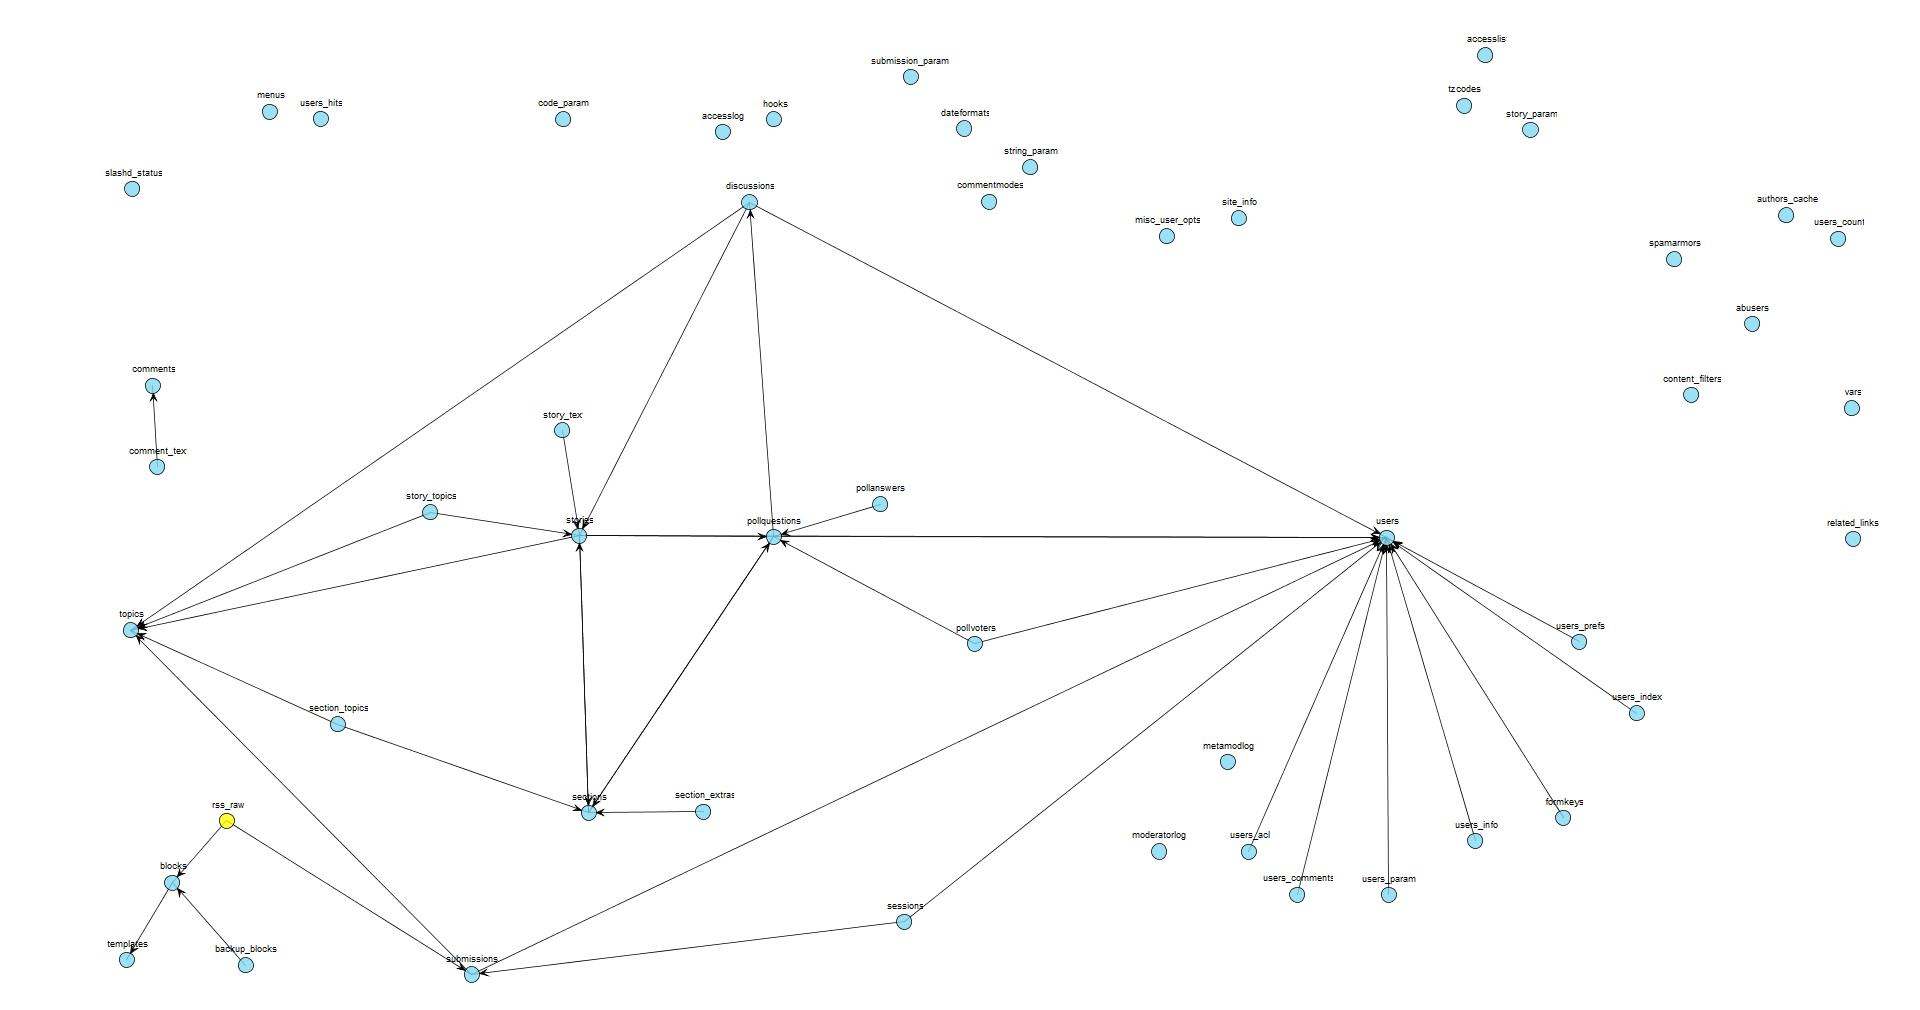 accesslis
submission_param
tzcodes
menus
users_hits
code_param
hooks
accesslog
dateformats
story_param
string_param
slashd_status
discussions
commentmodes
authors_cache
site_info
misc_user_opts
users_count
spamarmors
abusers
comments
content_filters
vars
story_tex
comment_tex
pollanswers
story_topics
stories
pollquestions
users
related_links
topics
pollvoters
users_prefs
users_index
section_topics
metamodlog
sections
section_extras
rss_raw
formkeys
users_info
moderatorlog
users_acl
blocks
users_comments
users_param
sessions
templates
backup_blocks
submissions